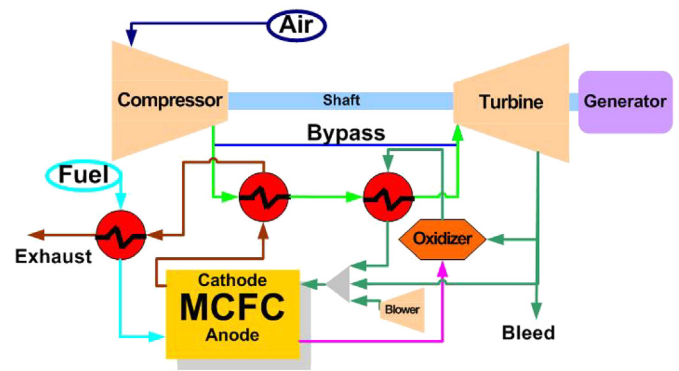 Air
Compressor
Shaft
Turbine
Generator
Bypass
Fuel
Exhaust
Oxidizer
Cathode
MCFC
Anode
Blower
Bleed